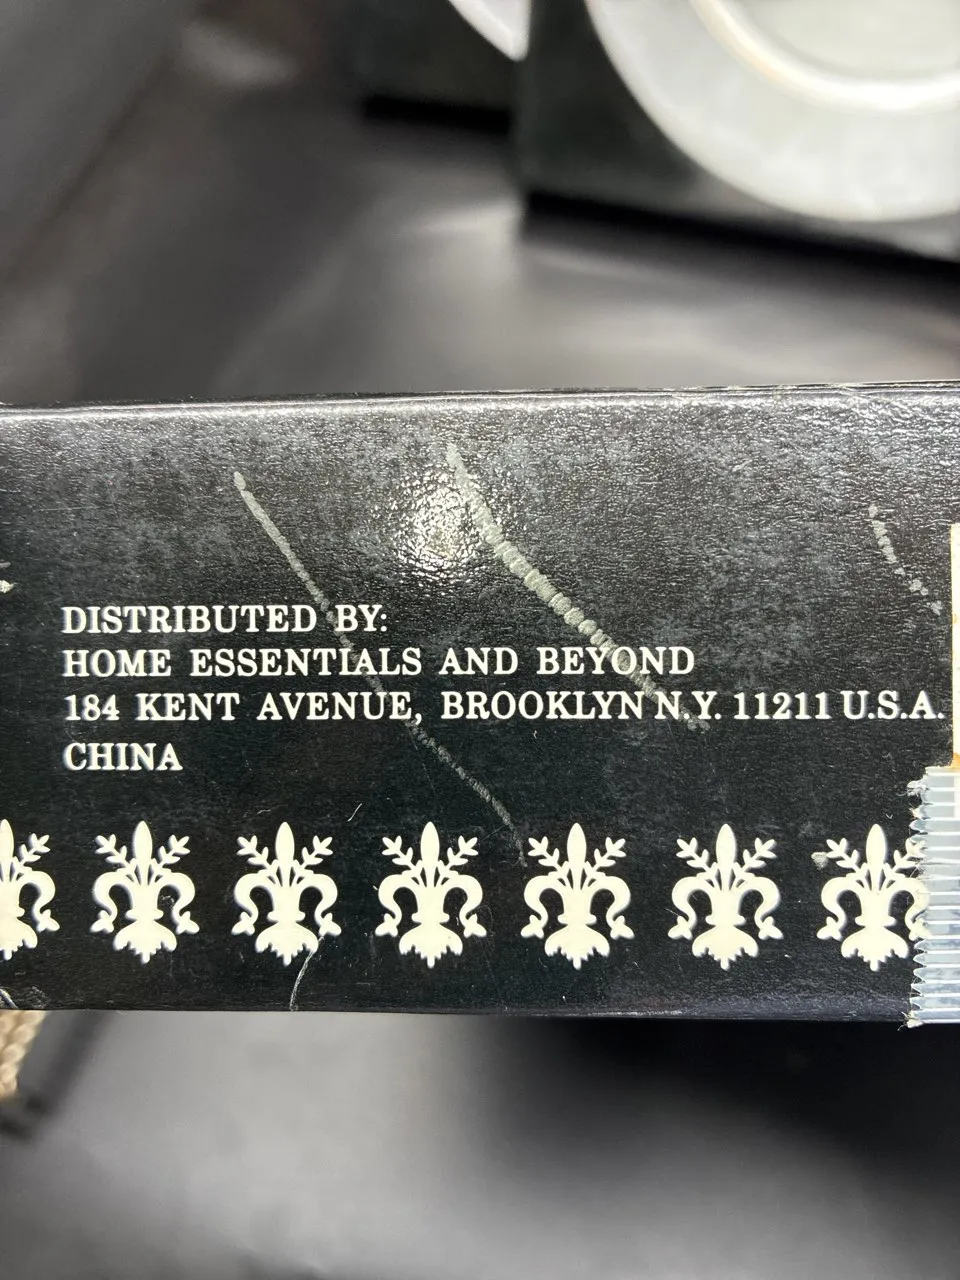 DISTRIBUTED BY:
HOME ESSENTIALS AND BEYOND
184 KENT AVENUE, BROOKLYN N.Y. 11211 U.S.A.
CHINA